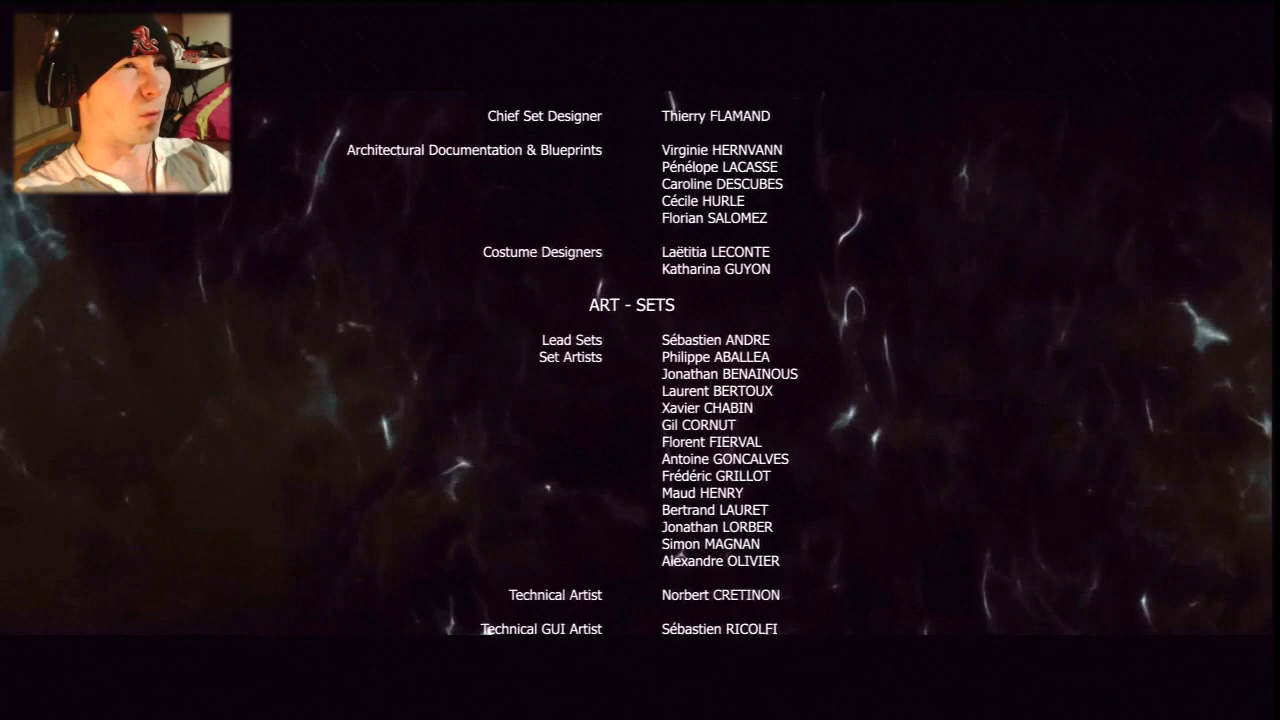 Chief Set Designer Thierry FLAMAND
Architectural Documentation & Blueprints Virginie HERNVANN
Pénélope LACASSE
Caroline DESCUBES
Cécile HURLE
Florian SALOMEZ
Costume Designers Laëtitia LECONTE
Katharina GUYON
ART - SETS
Lead Sets Sébastien ANDRE
Set Artists Philippe ABALLEA
Jonathan BENAINOUS
Laurent BERTOUX
Xavier CHABIN
Gil CORNUT
Florent FIERVAL
Antoine GONCALVES
Frédéric GRILLOT
Maud HENRY
Bertrand LAURET
Jonathan LORBER
Simon MAGNAN
Alexandre OLIVIER
Technical Artist Norbert CRETINON
Technical GUI Artist Sébastien RICOLFI